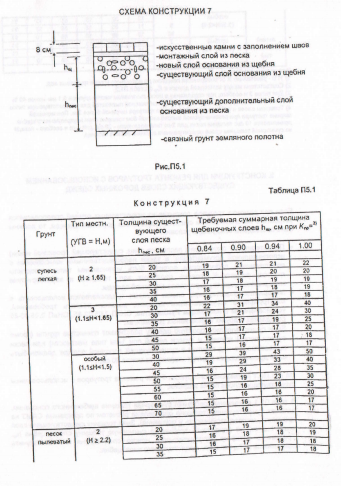 СХЕМА КОНСТРУКЦИИ 7
8 см
hщ
hпес
-искусственные камни с заполнением швов
-монтажный слой из песка
-новый слой основания из щебня
-существующий слой основания из щебня
-существующий дополнительный слой
основания из песка
-связный грунт земляного полотна
Рис.П5.1
Таблица П5.1
Конструкция 7
Грунт
Тип местн.
(УГВ = Н,м)
Толщина сущест-
вующего
слоя песка
hпес, см
Требуемая суммарная толщина
щебеночных слоев
см при
0.84 0.90 0.94 1.00
супесь
легкая
2
(Н ≥ 1.65)
20 19 21 21 22
25 18 19 20 20
30 17 18 19 19
35 16 17 18 19
40 16 17 17 18
3
(1.1≤Н<1.65)
20 22 31 34 40
30 17 21 24 30
35 16 17 19 25
40 16 17 17 20
45 15 17 17 18
50 15 16 17 17
особый
(1.1≤Н<1.5)
30 29 39 43 50
40 19 29 33 40
45 16 24 28 35
50 15 19 23 30
55 15 18 18 25
60 15 16 18 20
65 15 16 16 17
70 15 16 16 17
песок
пылеватый
2
(Н ≥ 2.2)
20 17 19 19 20
25 16 18 18 19
30 16 17 18 18
35 15 17 17 18